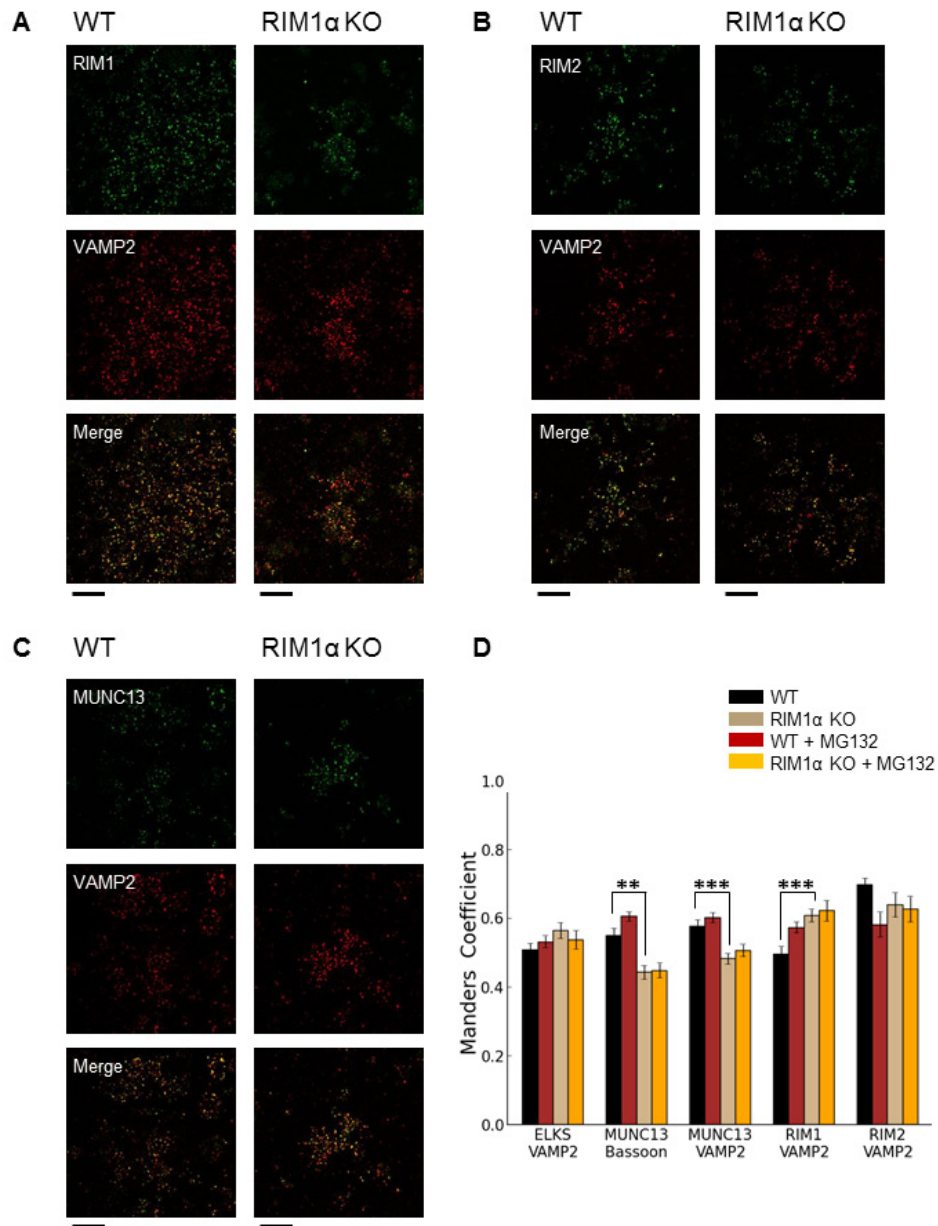 A WT RIM1α KO
RIM1
VAMP2
Merge
B WT RIM1α KO
RIM2
VAMP2
Merge
C WT RIM1α KO
MUNC13
VAMP2
Merge
D
WT
RIM1α KO
WT + MG132
RIM1α KO + MG132
Manders Coefficient
1.0
0.8
0.6
0.4
0.2
0.0
** *** ***
ELKS MUNC13 MUNC13 RIM1 RIM2
VAMP2 Bassoon VAMP2 VAMP2 VAMP2